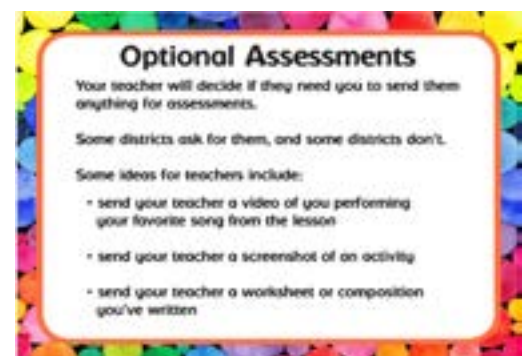 Optional Assessments
Your teacher will decide if they need you to send them
anything for assessments.
Some districts ask for them, and some districts don't.
Some ideas for teachers include:
• send your teacher a video of you performing
your favorite song from the lesson
• send your teacher a screenshot of an activity
• send your teacher a worksheet or composition
you've written